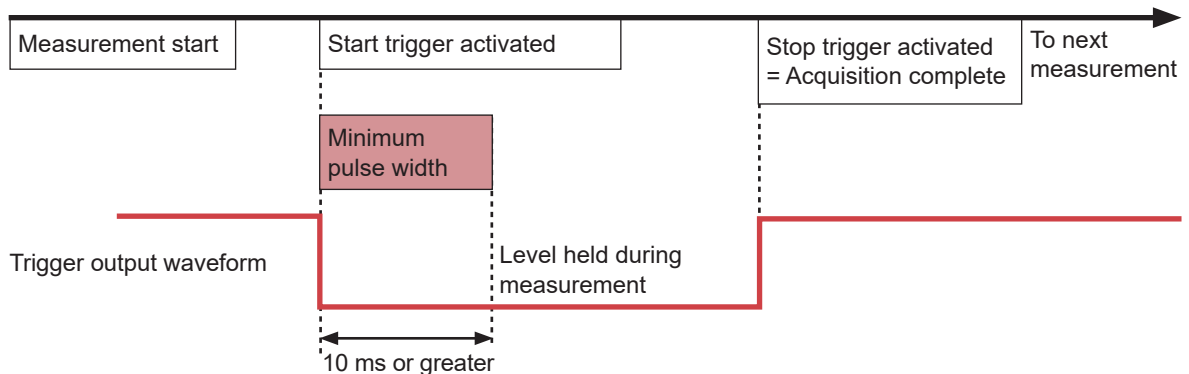 Measurement start
Start trigger activated
Stop trigger activated
= Acquisition complete
To next
measurement
Minimum
pulse width
Trigger output waveform
Level held during
measurement
10 ms or greater